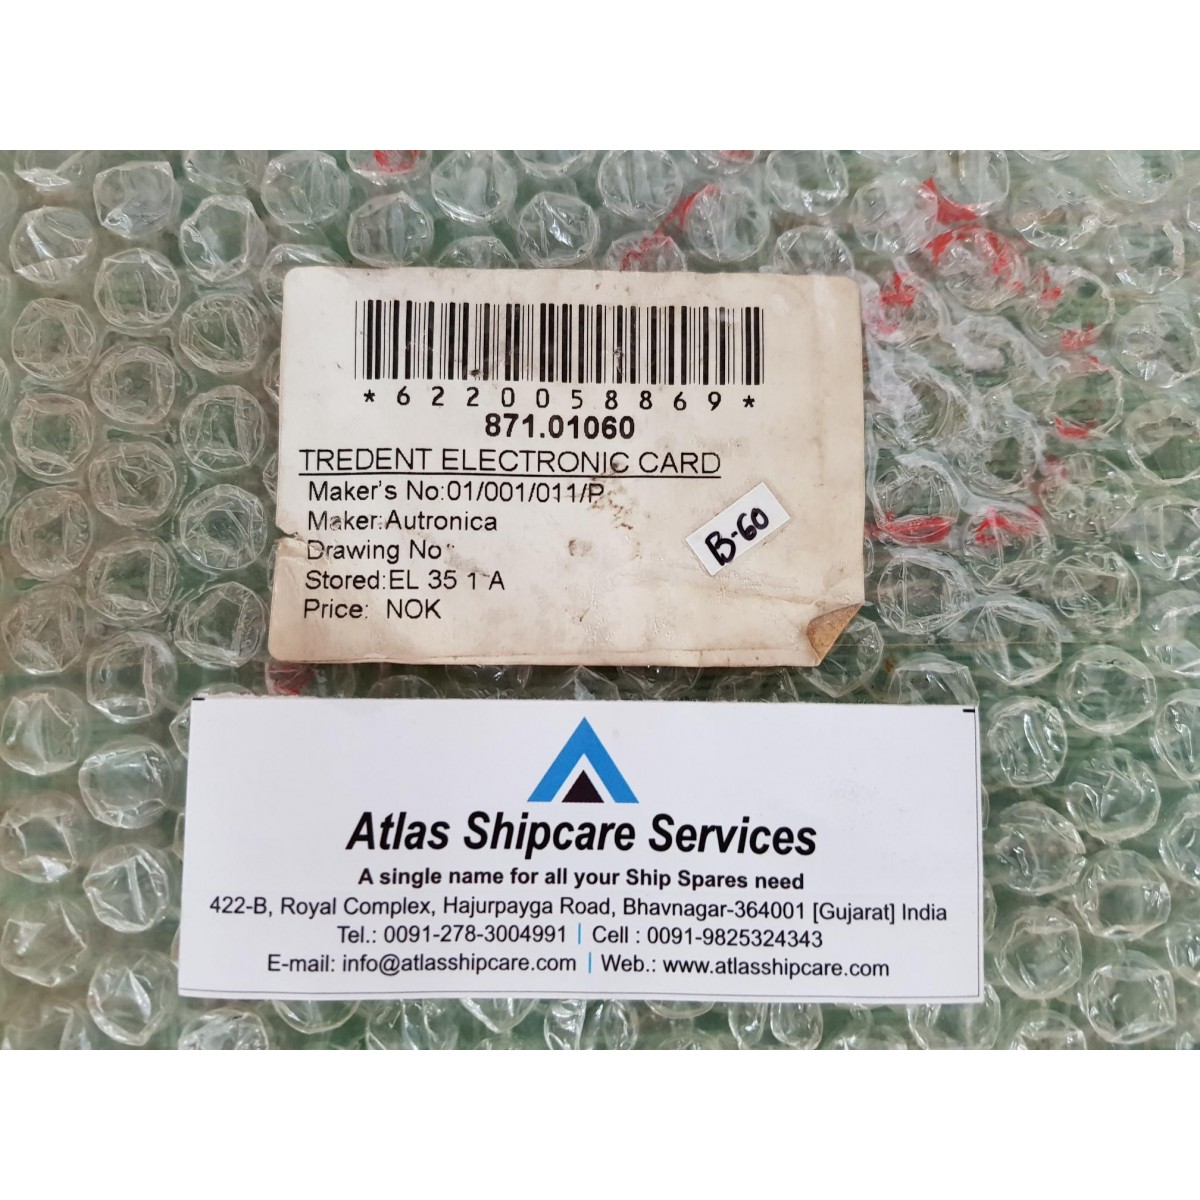 *6220058869*
871.01060
TREDENT ELECTRONIC CARD
Maker's No:01/001/011/P
Maker:Autronica
Drawing No:
Stored:EL 35 1 A
Price: NOK
B-60
Atlas Shipcare Services
A single name for all your Ship Spares need
422-B, Royal Complex, Hajurpayga Road, Bhavnagar-364001 [Gujarat] India
Tel.: 0091-278-3004991 | Cell : 0091-9825324343
E-mail: info@atlasshipcare.com | Web.: www.atlasshipcare.com